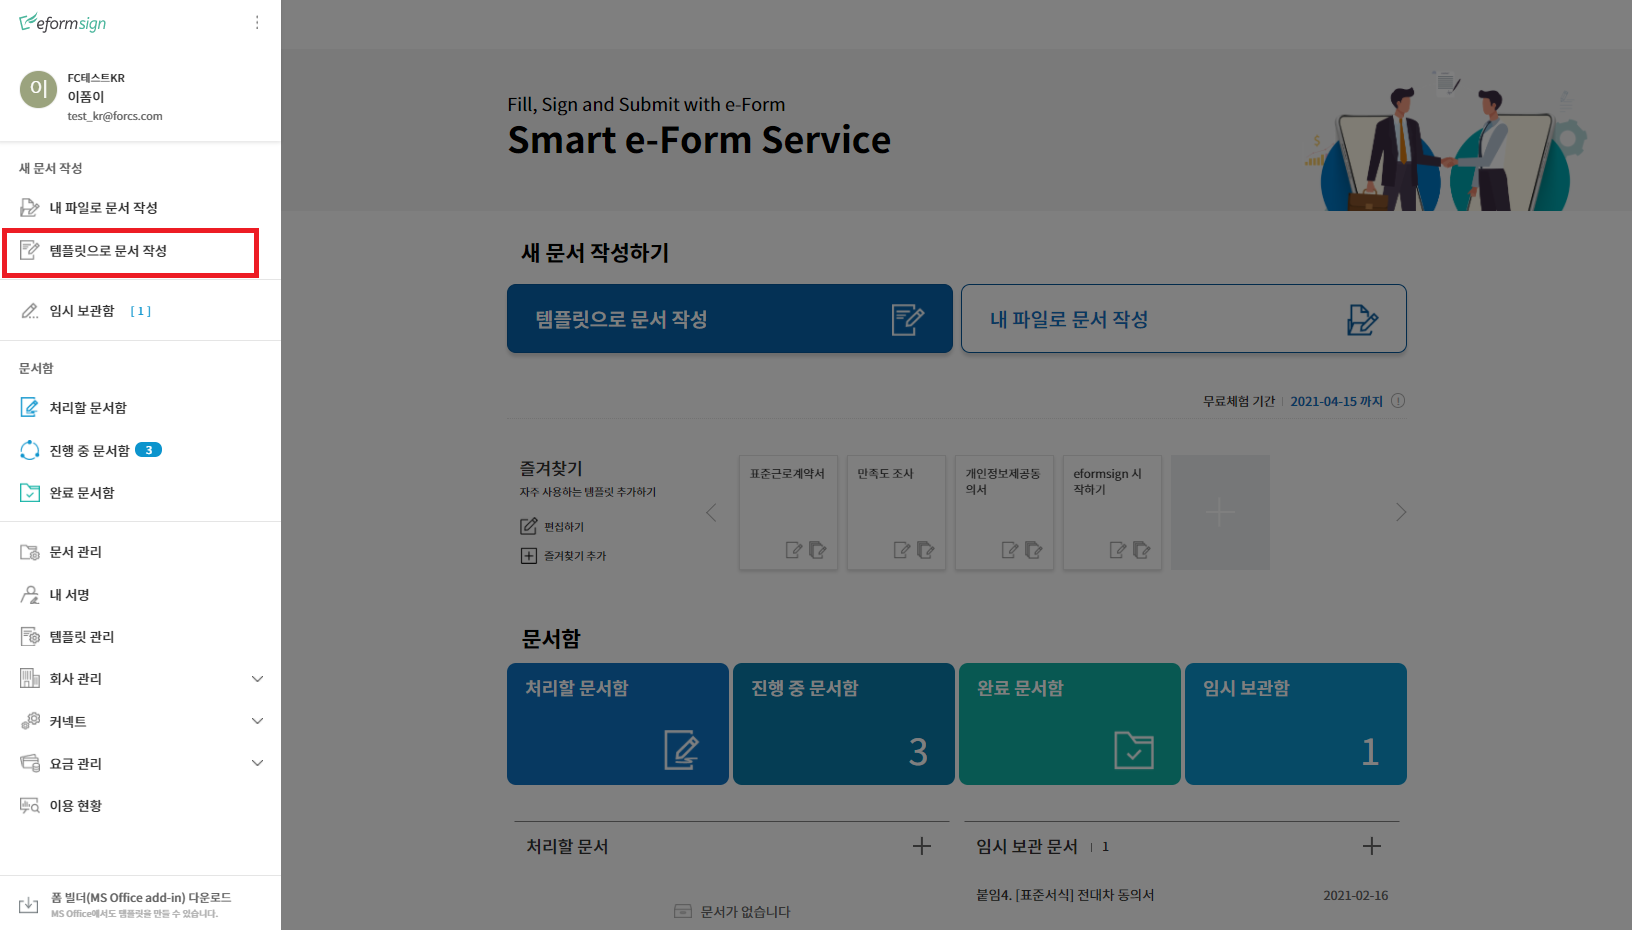 eformsign
이
FC테스트KR
이폼이
test_kr@forcs.com
새 문서 작성
내 파일로 문서 작성
템플릿으로 문서 작성
임시 보관함 [ 1 ]
문서함
처리할 문서함
진행 중 문서함 3
완료 문서함
문서 관리
내 서명
템플릿 관리
회사 관리
커넥트
요금 관리
이용 현황
폼 빌더(MS Office add-in) 다운로드
MS Office에서도 템플릿을 만들 수 있습니다.
Fill, Sign and Submit with e-Form
Smart e-Form Service
새 문서 작성하기
템플릿으로 문서 작성
내 파일로 문서 작성
무료체험 기간 | 2021-04-15 까지
즐겨찾기
자주 사용하는 템플릿 추가하기
편집하기
즐겨찾기 추가
표준근로계약서
만족도 조사
개인정보제공동
의서
eformsign 시
작하기
문서함
처리할 문서함
진행 중 문서함
3
완료 문서함
임시 보관함
1
처리할 문서
문서가 없습니다
임시 보관 문서 | 1
붙임4. [표준서식] 전대차 동의서 2021-02-16